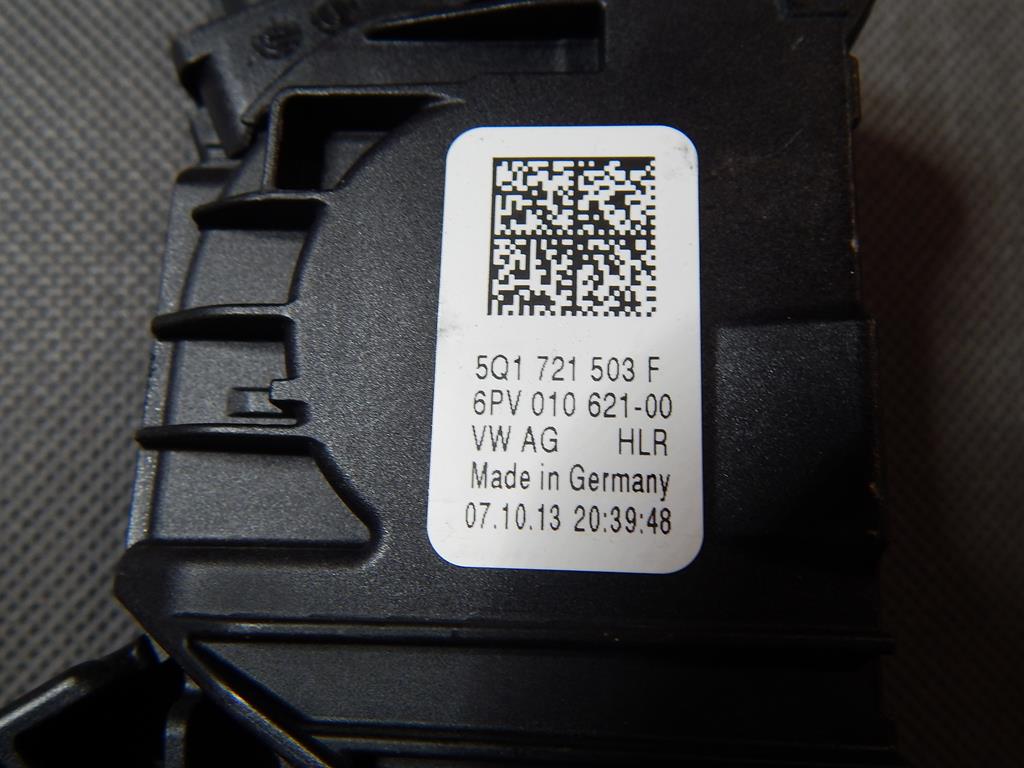 5Q1 721 503 F
6PV 010 621-00
VW AG HLR
Made in Germany
07.10.13 20:39:48